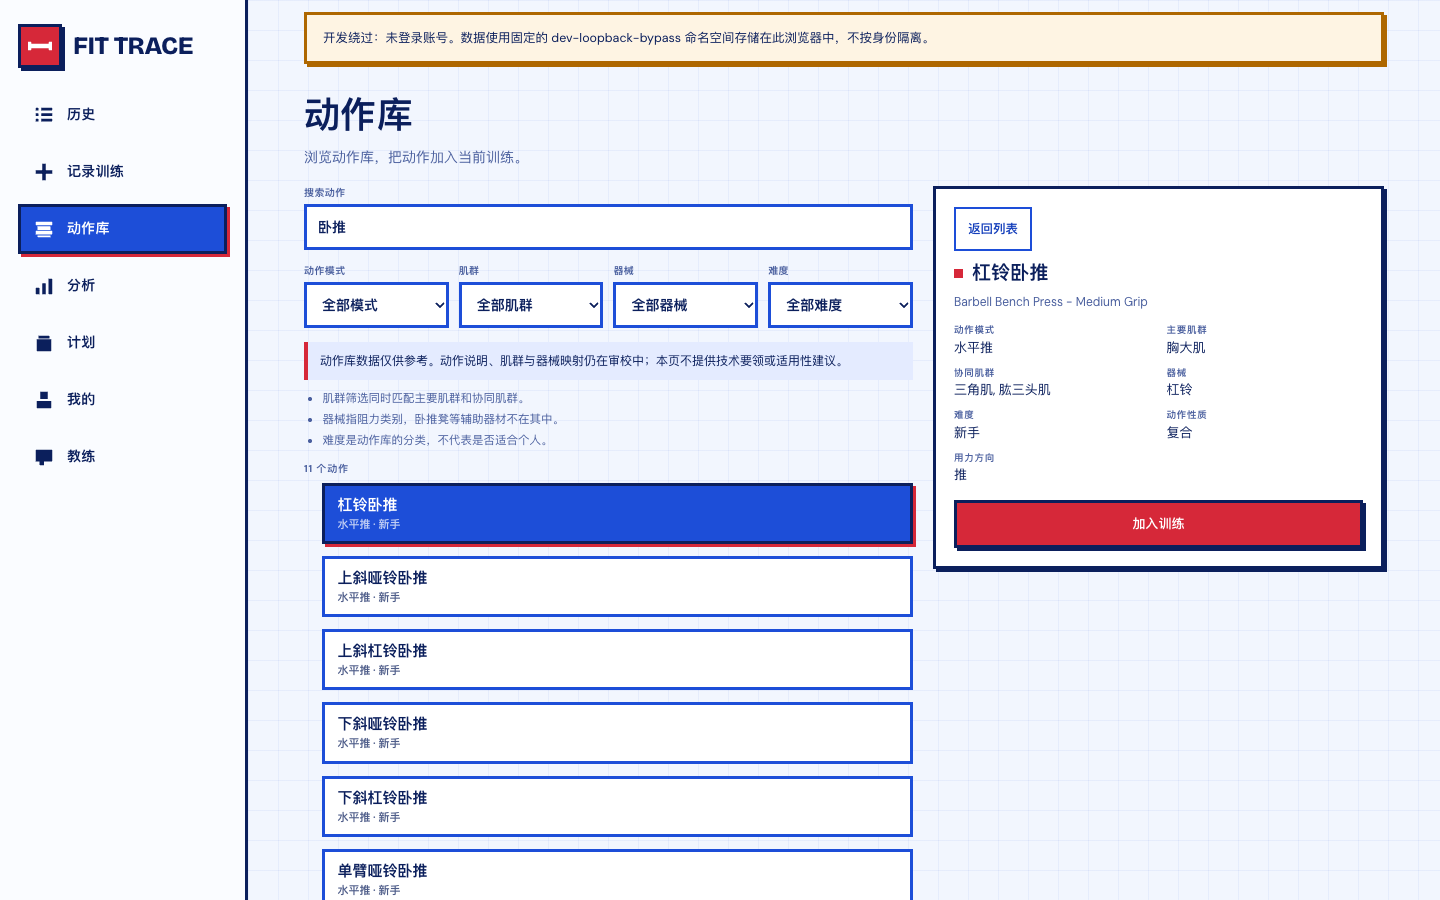 FIT TRACE
历史
记录训练
动作库
分析
计划
我的
教练
开发绕过：未登录账号。数据使用固定的 dev-loopback-bypass 命名空间存储在此浏览器中，不按身份隔离。
动作库
浏览动作库，把动作加入当前训练。
搜索动作
卧推
动作模式 肌群 器械 难度
全部模式 全部肌群 全部器械 全部难度
动作库数据仅供参考。动作说明、肌群与器械映射仍在审校中；本页不提供技术要领或适用性建议。
肌群筛选同时匹配主要肌群和协同肌群。
器械指阻力类别，卧推凳等辅助器材不在其中。
难度是动作库的分类，不代表是否适合个人。
11 个动作
杠铃卧推
水平推 · 新手
上斜哑铃卧推
水平推 · 新手
上斜杠铃卧推
水平推 · 新手
下斜哑铃卧推
水平推 · 新手
下斜杠铃卧推
水平推 · 新手
单臂哑铃卧推
水平推 · 新手
返回列表
杠铃卧推
Barbell Bench Press - Medium Grip
动作模式 主要肌群
水平推 胸大肌
协同肌群 器械
三角肌, 肱三头肌 杠铃
难度 动作性质
新手 复合
用力方向
推
加入训练